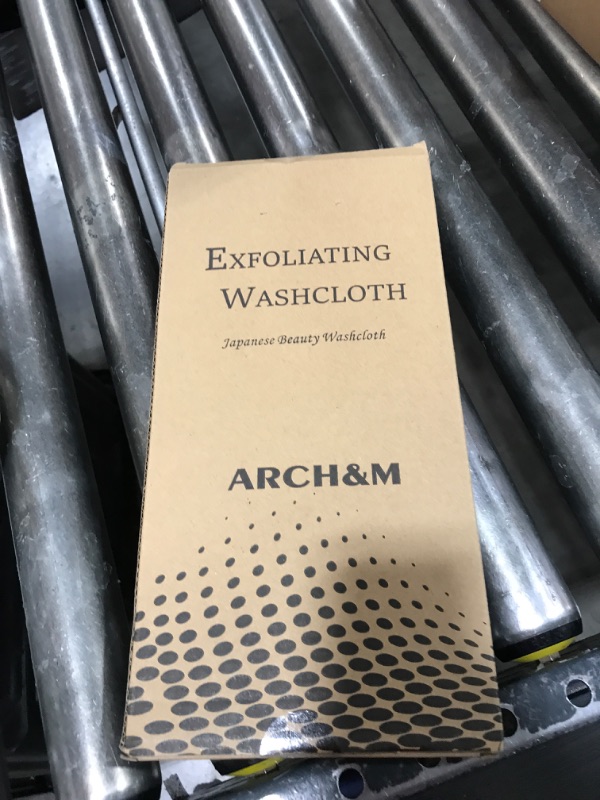 EXFOLIATING
WASHCLOTH
Japanese Beauty Washcloth
ARCH&M